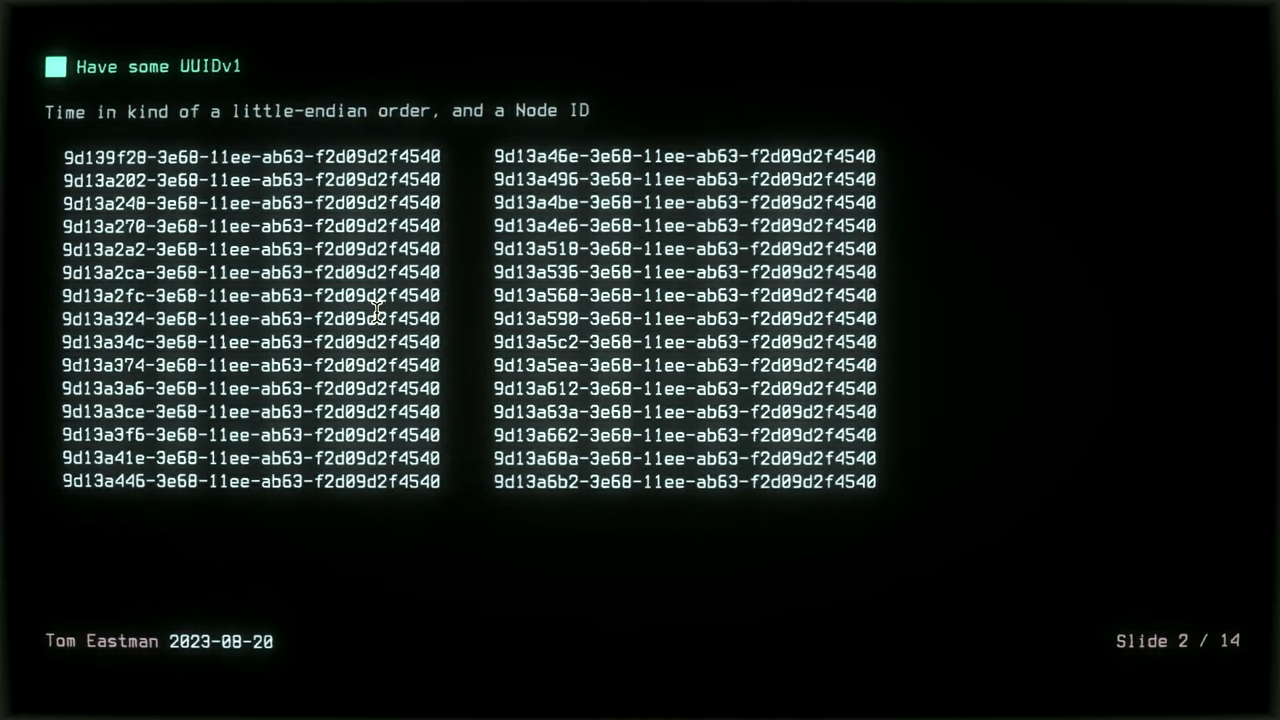 Have some UUIDv1
Time in kind of a little-endian order, and a Node ID
9d139f28-3e68-11ee-ab63-f2d09d2f4540
9d13a202-3e68-11ee-ab63-f2d09d2f4540
9d13a248-3e68-11ee-ab63-f2d09d2f4540
9d13a270-3e68-11ee-ab63-f2d09d2f4540
9d13a2a2-3e68-11ee-ab63-f2d09d2f4540
9d13a2ca-3e68-11ee-ab63-f2d09d2f4540
9d13a2fc-3e68-11ee-ab63-f2d09d2f4540
9d13a324-3e68-11ee-ab63-f2d09d2f4540
9d13a34c-3e68-11ee-ab63-f2d09d2f4540
9d13a374-3e68-11ee-ab63-f2d09d2f4540
9d13a3a6-3e68-11ee-ab63-f2d09d2f4540
9d13a3ce-3e68-11ee-ab63-f2d09d2f4540
9d13a3f6-3e68-11ee-ab63-f2d09d2f4540
9d13a41e-3e68-11ee-ab63-f2d09d2f4540
9d13a446-3e68-11ee-ab63-f2d09d2f4540
9d13a46e-3e68-11ee-ab63-f2d09d2f4540
9d13a496-3e68-11ee-ab63-f2d09d2f4540
9d13a4be-3e68-11ee-ab63-f2d09d2f4540
9d13a4e6-3e68-11ee-ab63-f2d09d2f4540
9d13a518-3e68-11ee-ab63-f2d09d2f4540
9d13a536-3e68-11ee-ab63-f2d09d2f4540
9d13a568-3e68-11ee-ab63-f2d09d2f4540
9d13a590-3e68-11ee-ab63-f2d09d2f4540
9d13a5c2-3e68-11ee-ab63-f2d09d2f4540
9d13a5ea-3e68-11ee-ab63-f2d09d2f4540
9d13a612-3e68-11ee-ab63-f2d09d2f4540
9d13a63a-3e68-11ee-ab63-f2d09d2f4540
9d13a662-3e68-11ee-ab63-f2d09d2f4540
9d13a68a-3e68-11ee-ab63-f2d09d2f4540
9d13a6b2-3e68-11ee-ab63-f2d09d2f4540
Tom Eastman 2023-08-20
Slide 2 / 14